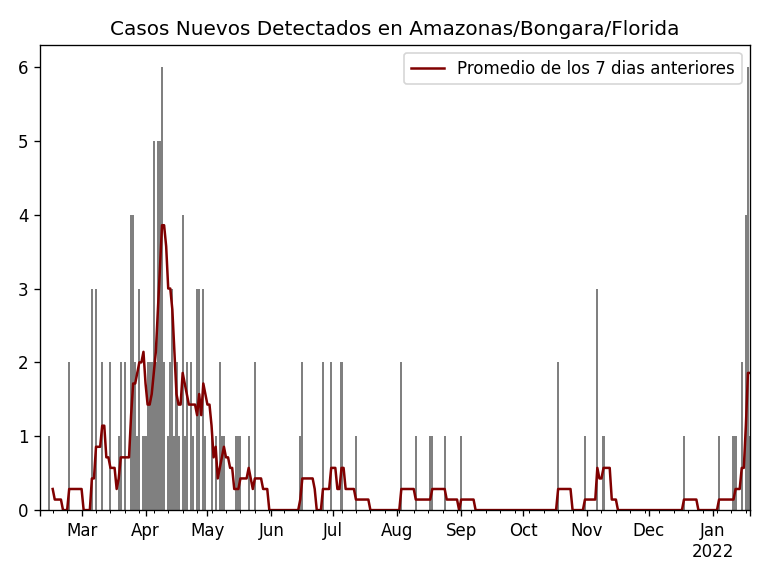 Casos Nuevos Detectados en Amazonas/Bongara/Florida
Promedio de los 7 dias anteriores
6
5
4
3
2
1
0
Mar Apr May Jun Jul Aug Sep Oct Nov Dec Jan
2022